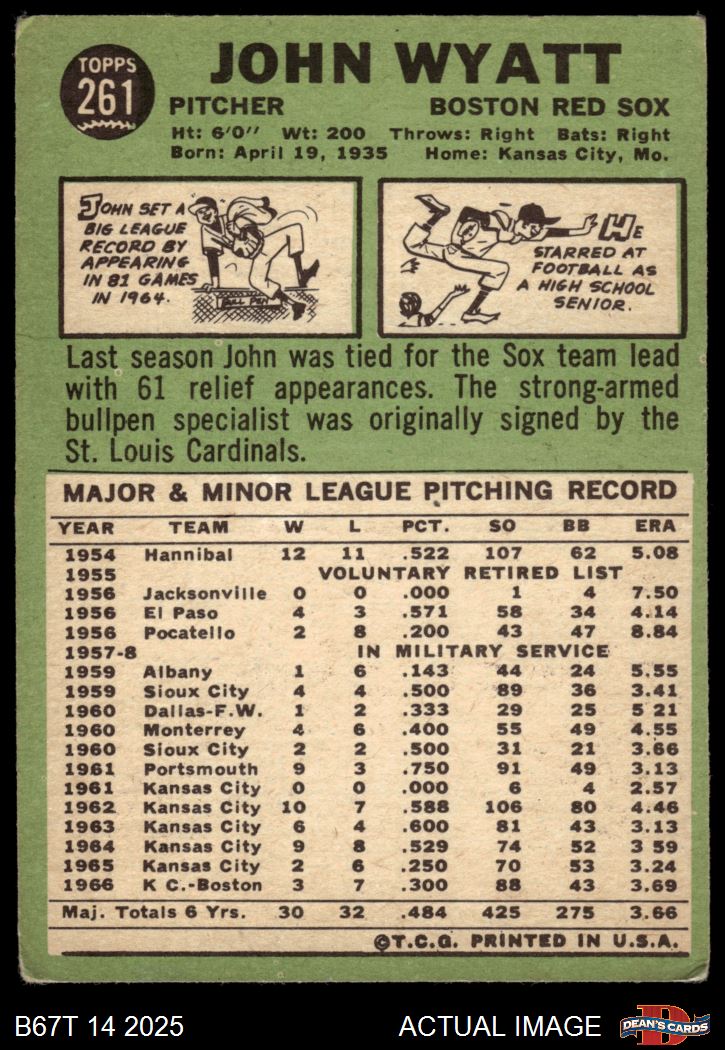 TOPPS
261
JOHN WYATT
PITCHER BOSTON RED SOX
Ht: 6'0" Wt: 200 Throws: Right Bats: Right
Born: April 19, 1935 Home: Kansas City, Mo.
JOHN SET A
BIG LEAGUE
RECORD BY
APPEARING
IN 81 GAMES
IN 1964.
BULL PEN
HE
STARRED AT
FOOTBALL AS
A HIGH SCHOOL
SENIOR.
Last season John was tied for the Sox team lead
with 61 relief appearances. The strong-armed
bullpen specialist was originally signed by the
St. Louis Cardinals.
MAJOR & MINOR LEAGUE PITCHING RECORD
YEAR TEAM W L PCT. SO BB ERA
1954 Hannibal 12 11 .522 107 62 5.08
1955 VOLUNTARY RETIRED LIST
1956 Jacksonville 0 0 .000 1 4 7.50
1956 El Paso 4 3 .571 58 34 4.14
1956 Pocatello 2 8 .200 43 47 8.84
1957-8 IN MILITARY SERVICE
1959 Albany 1 6 .143 44 24 5.55
1959 Sioux City 4 4 .500 89 36 3.41
1960 Dallas-F.W. 1 2 .333 29 25 5 21
1960 Monterrey 4 6 .400 55 49 4.55
1960 Sioux City 2 2 .500 31 21 3.66
1961 Portsmouth 9 3 .750 91 49 3.13
1961 Kansas City 0 0 .000 6 4 2.57
1962 Kansas City 10 7 .588 106 80 4.46
1963 Kansas City 6 4 .600 81 43 3.13
1964 Kansas City 9 8 .529 74 52 3 59
1965 Kansas City 2 6 .250 70 53 3.24
1966 K C.-Boston 3 7 .300 88 43 3.69
Maj. Totals 6 Yrs. 30 32 .484 425 275 3.66
©T.C.G. PRINTED IN U.S.A.
B67T 14 2025 ACTUAL IMAGE
D
DEAN'S CARDS